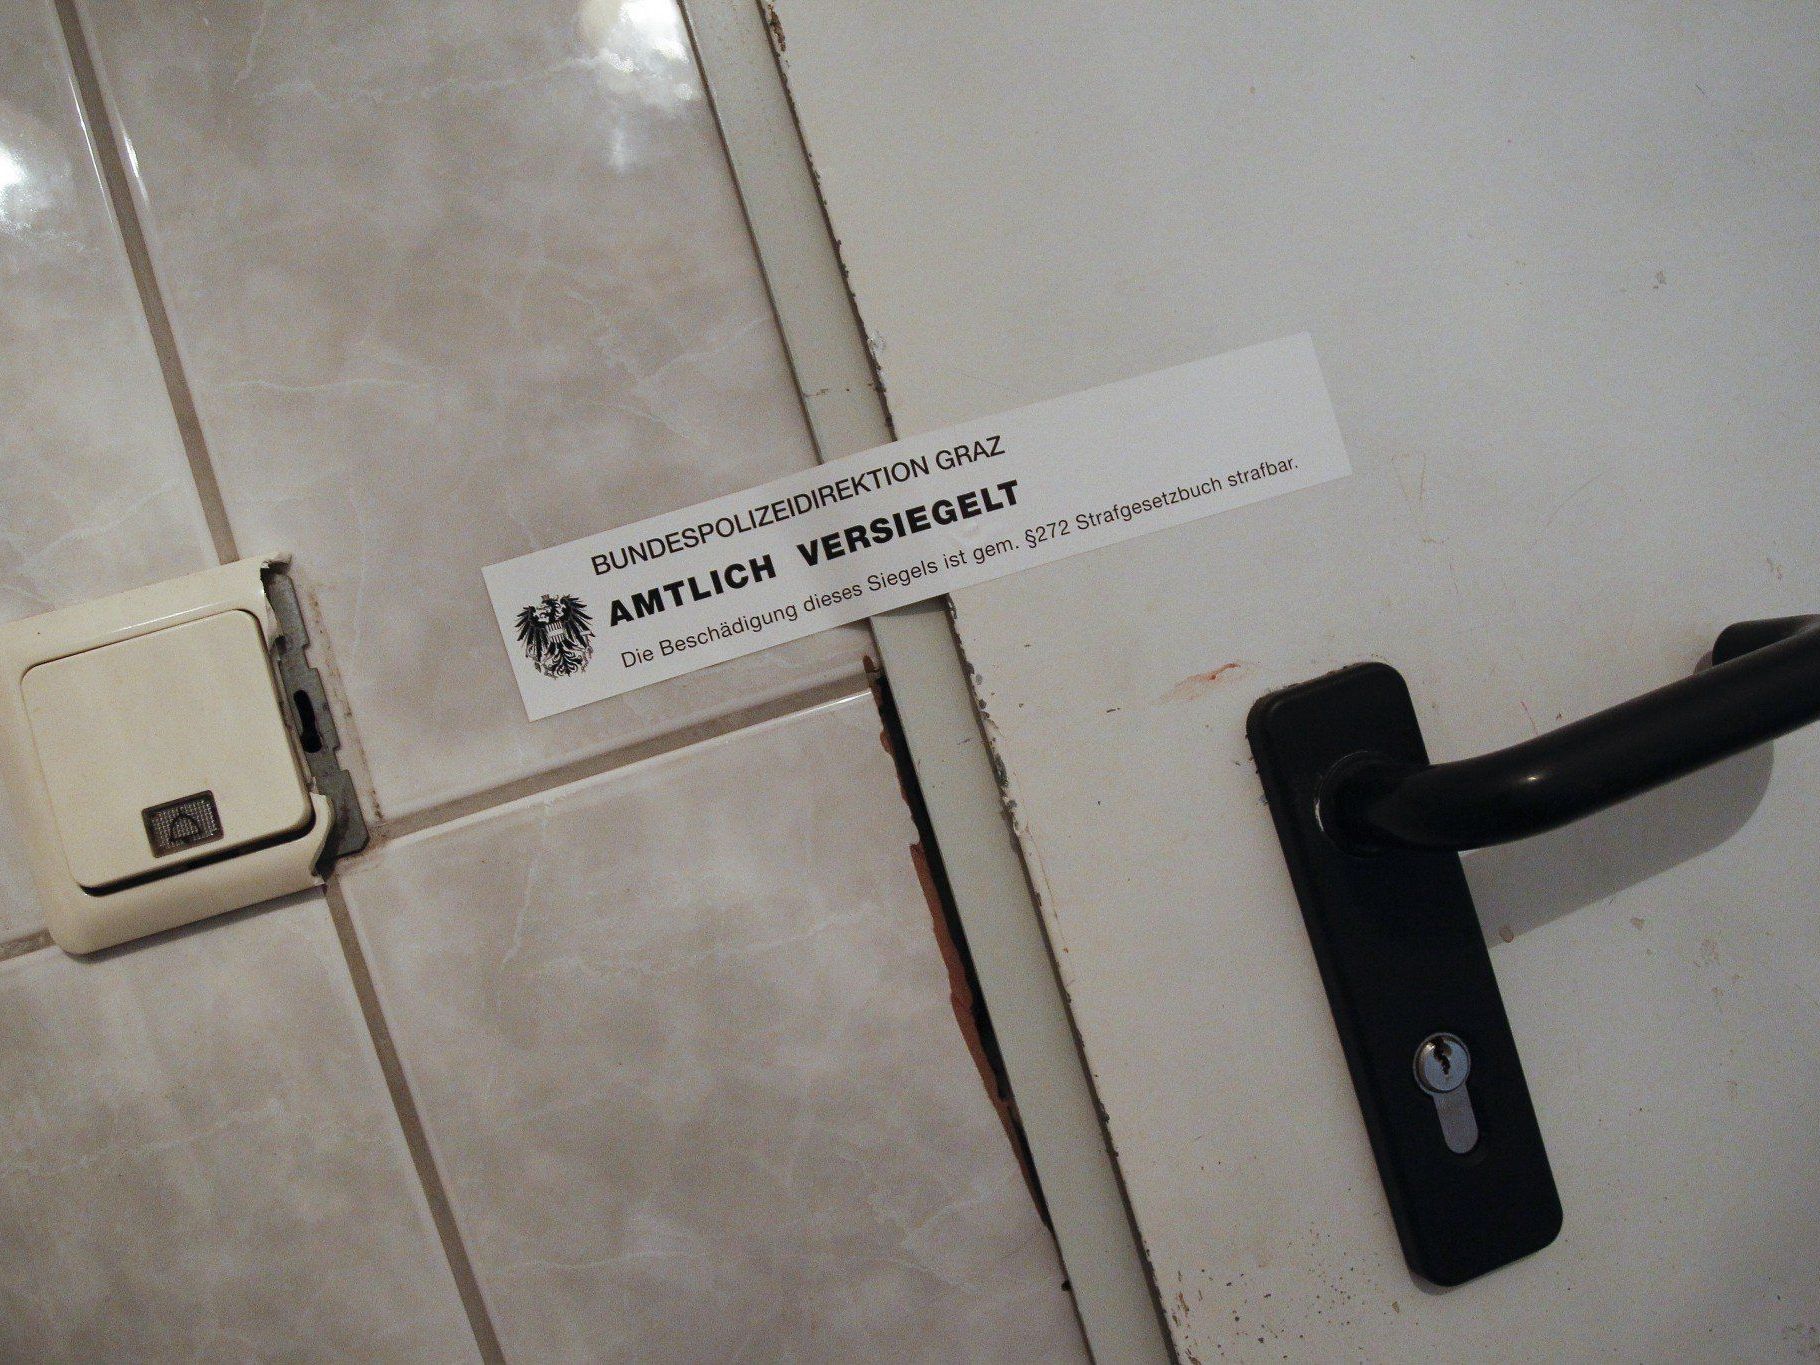 BUNDESPOLIZEIDIREKTION GRAZ
AMTLICH VERSIEGELT
Die Beschädigung dieses Siegels ist gem. §272 Strafgesetzbuch strafbar.